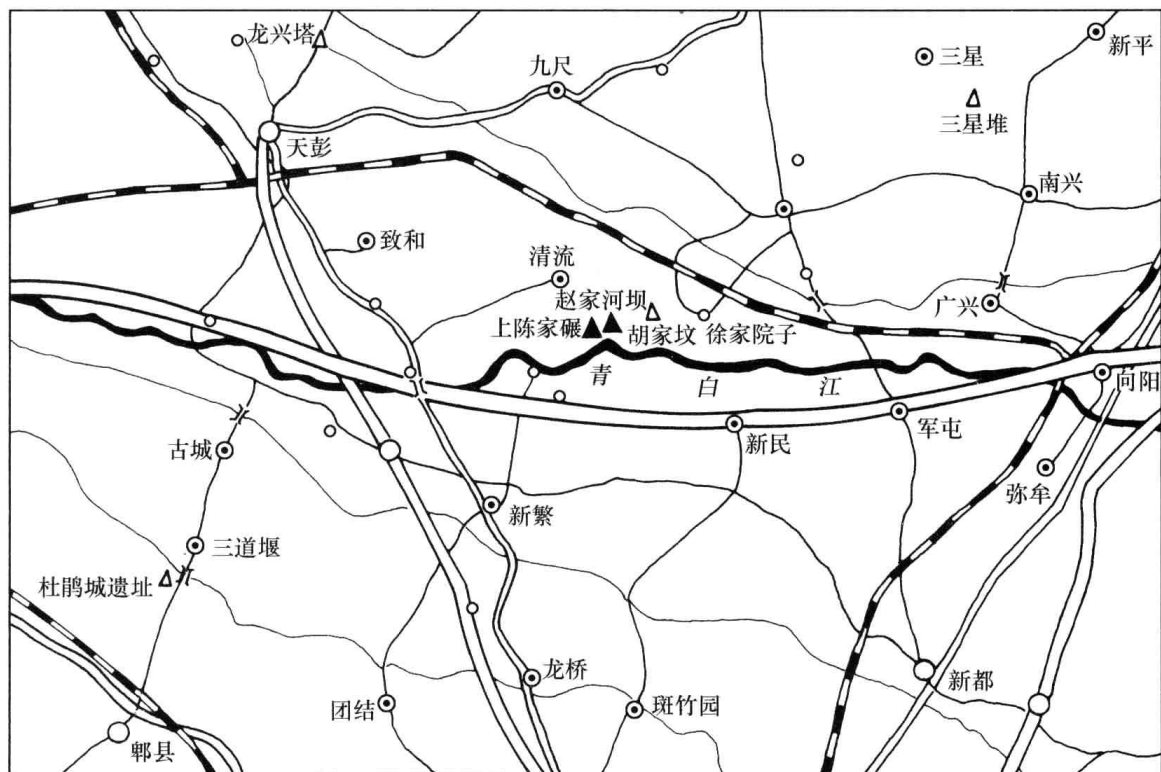 龙兴塔
新平
三星
九尺
三星堆
天彭
南兴
致和
清流
赵家河坝
广兴
上陈家碾
胡家坟
徐家院子
青白江
向阳
军屯
新民
古城
弥牟
新繁
三道堰
杜鹃城遗址
龙桥
新都
团结
斑竹园
郫县